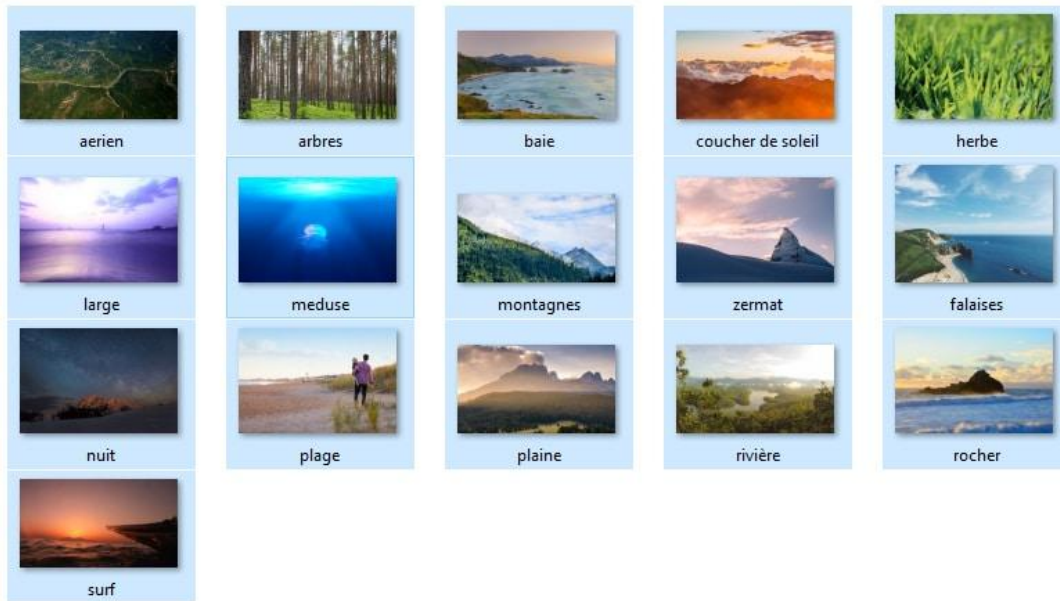 aerien
arbres
baie
coucher de soleil
herbe
large
meduse
montagnes
zermat
falaises
nuit
plage
plaine
rivière
rocher
surf